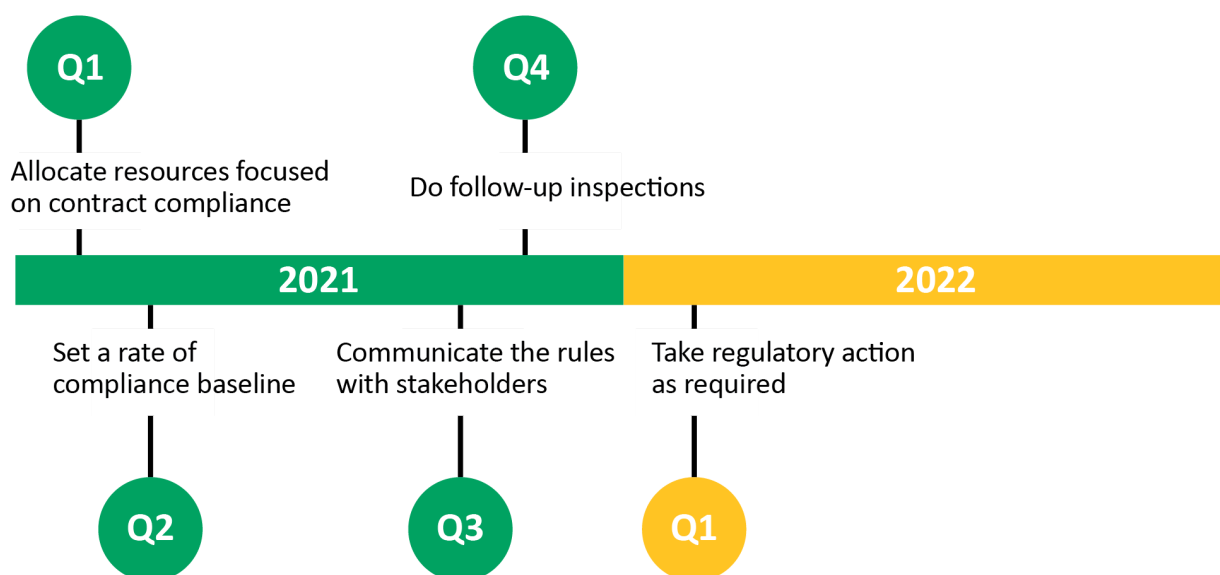 Q1
Q4
Allocate resources focused
on contract compliance
Do follow-up inspections
2021
2022
Set a rate of
compliance baseline
Communicate the rules
with stakeholders
Take regulatory action
as required
Q2
Q3
Q1